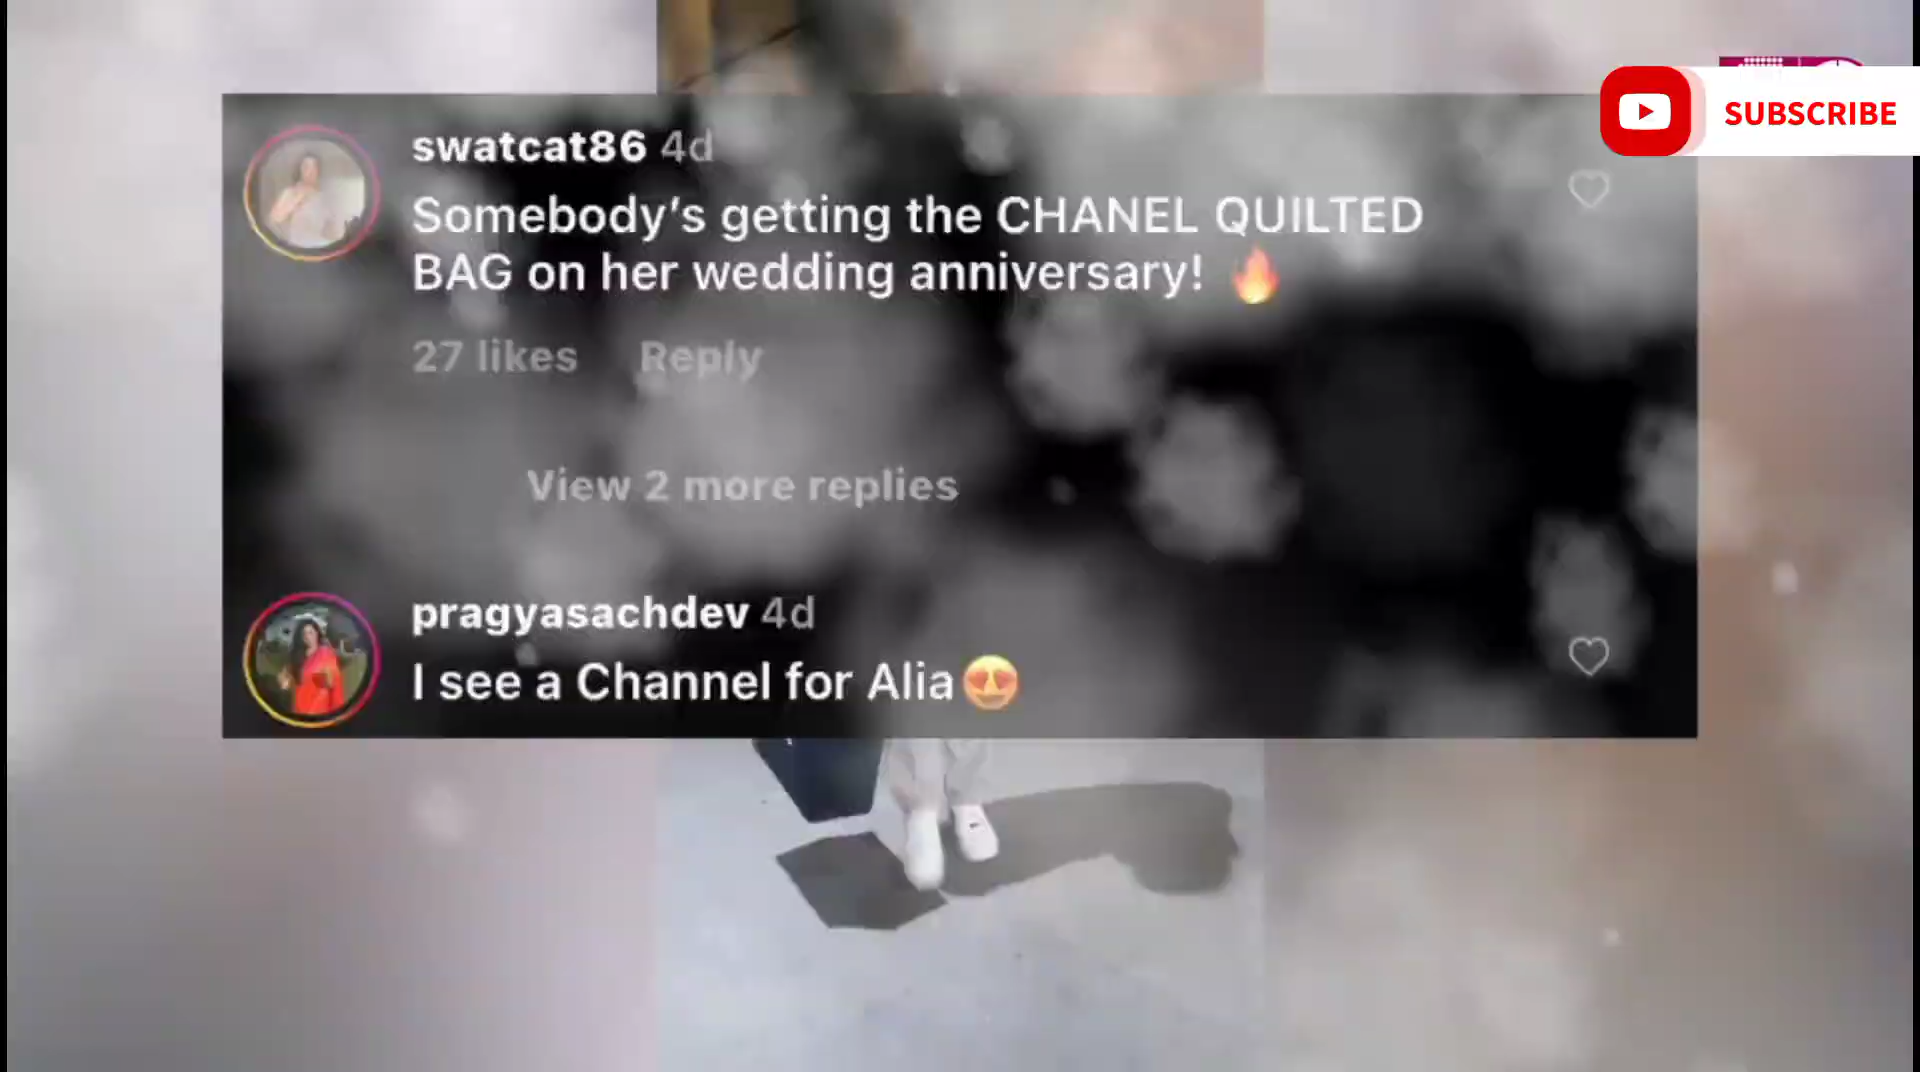 SUBSCRIBE
swatcat86 4d
Somebody's getting the CHANEL QUILTED
BAG on her wedding anniversary! 🔥
27 likes Reply
View 2 more replies
pragyasachdev 4d
I see a Channel for Alia😍